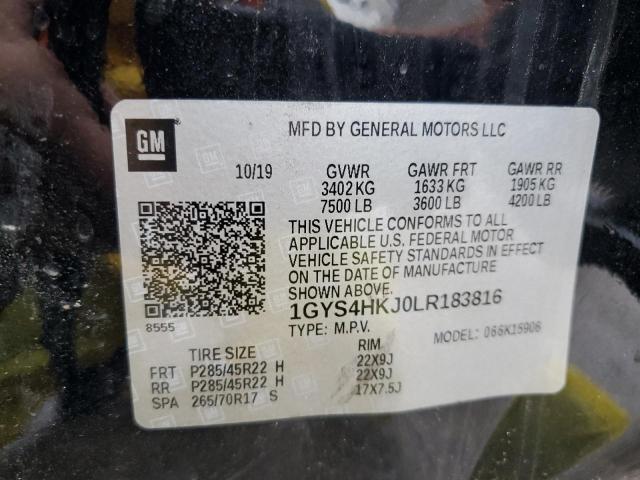 GM
MFD BY GENERAL MOTORS LLC
10/19 GVWR GAWR FRT GAWR RR
3402 KG 1633 KG 1905 KG
7500 LB 3600 LB 4200 LB
THIS VEHICLE CONFORMS TO ALL
APPLICABLE U.S. FEDERAL MOTOR
VEHICLE SAFETY STANDARDS IN EFFECT
ON THE DATE OF MANUFACTURE
SHOWN ABOVE.
1GYS4HKJ0LR183816
8555
TYPE: M.P.V. MODEL: 066K15906
TIRE SIZE RIM
FRT P285/45R22 H 22X9J
RR P285/45R22 H 22X9J
SPA 265/70R17 S 17X7.5J